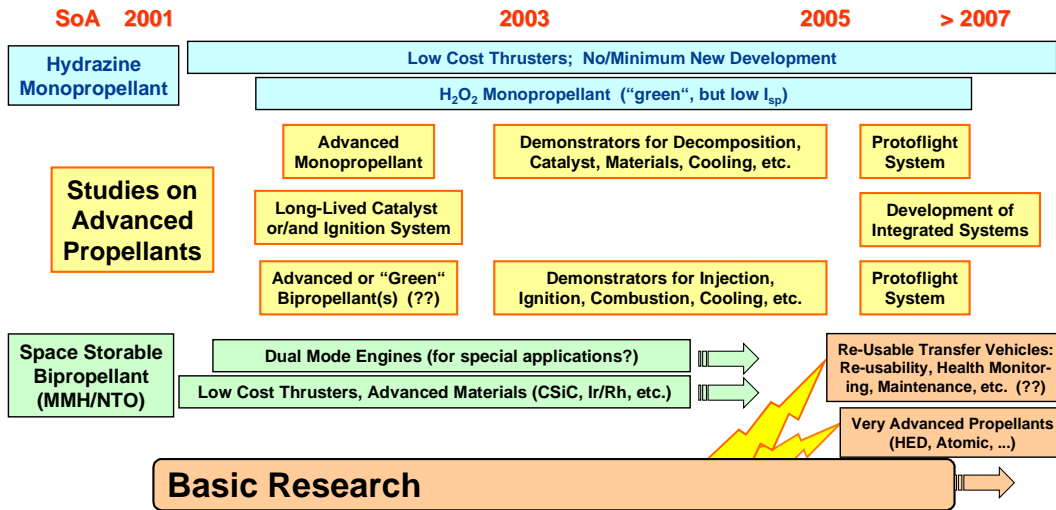 SoA 2001 2003 2005 > 2007
Hydrazine
Monopropellant
Low Cost Thrusters; No/Minimum New Development
H₂O₂ Monopropellant (“green“, but low Iₛₚ)
Studies on
Advanced
Propellants
Advanced
Monopropellant
Demonstrators for Decomposition,
Catalyst, Materials, Cooling, etc.
Protoflight
System
Long-Lived Catalyst
or/and Ignition System
Development of
Integrated Systems
Advanced or “Green“
Bipropellant(s) (??)
Demonstrators for Injection,
Ignition, Combustion, Cooling, etc.
Protoflight
System
Space Storable
Bipropellant
(MMH/NTO)
Dual Mode Engines (for special applications?)
Low Cost Thrusters, Advanced Materials (CSiC, Ir/Rh, etc.)
Re-Usable Transfer Vehicles:
Re-usability, Health Monitor-
ing, Maintenance, etc. (??)
Very Advanced Propellants
(HED, Atomic, ...)
Basic Research